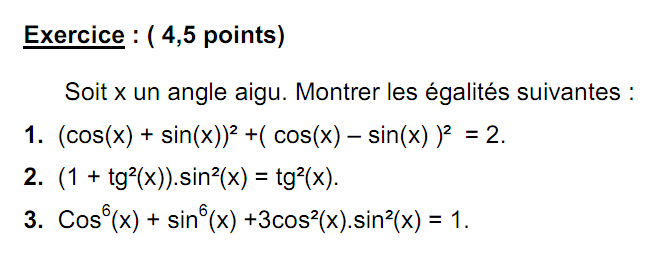 Exercice : ( 4,5 points)
Soit x un angle aigu. Montrer les égalités suivantes :
1. (cos(x) + sin(x))² +( cos(x) – sin(x) )² = 2.
2. (1 + tg²(x)).sin²(x) = tg²(x).
3. Cos⁶(x) + sin⁶(x) +3cos²(x).sin²(x) = 1.